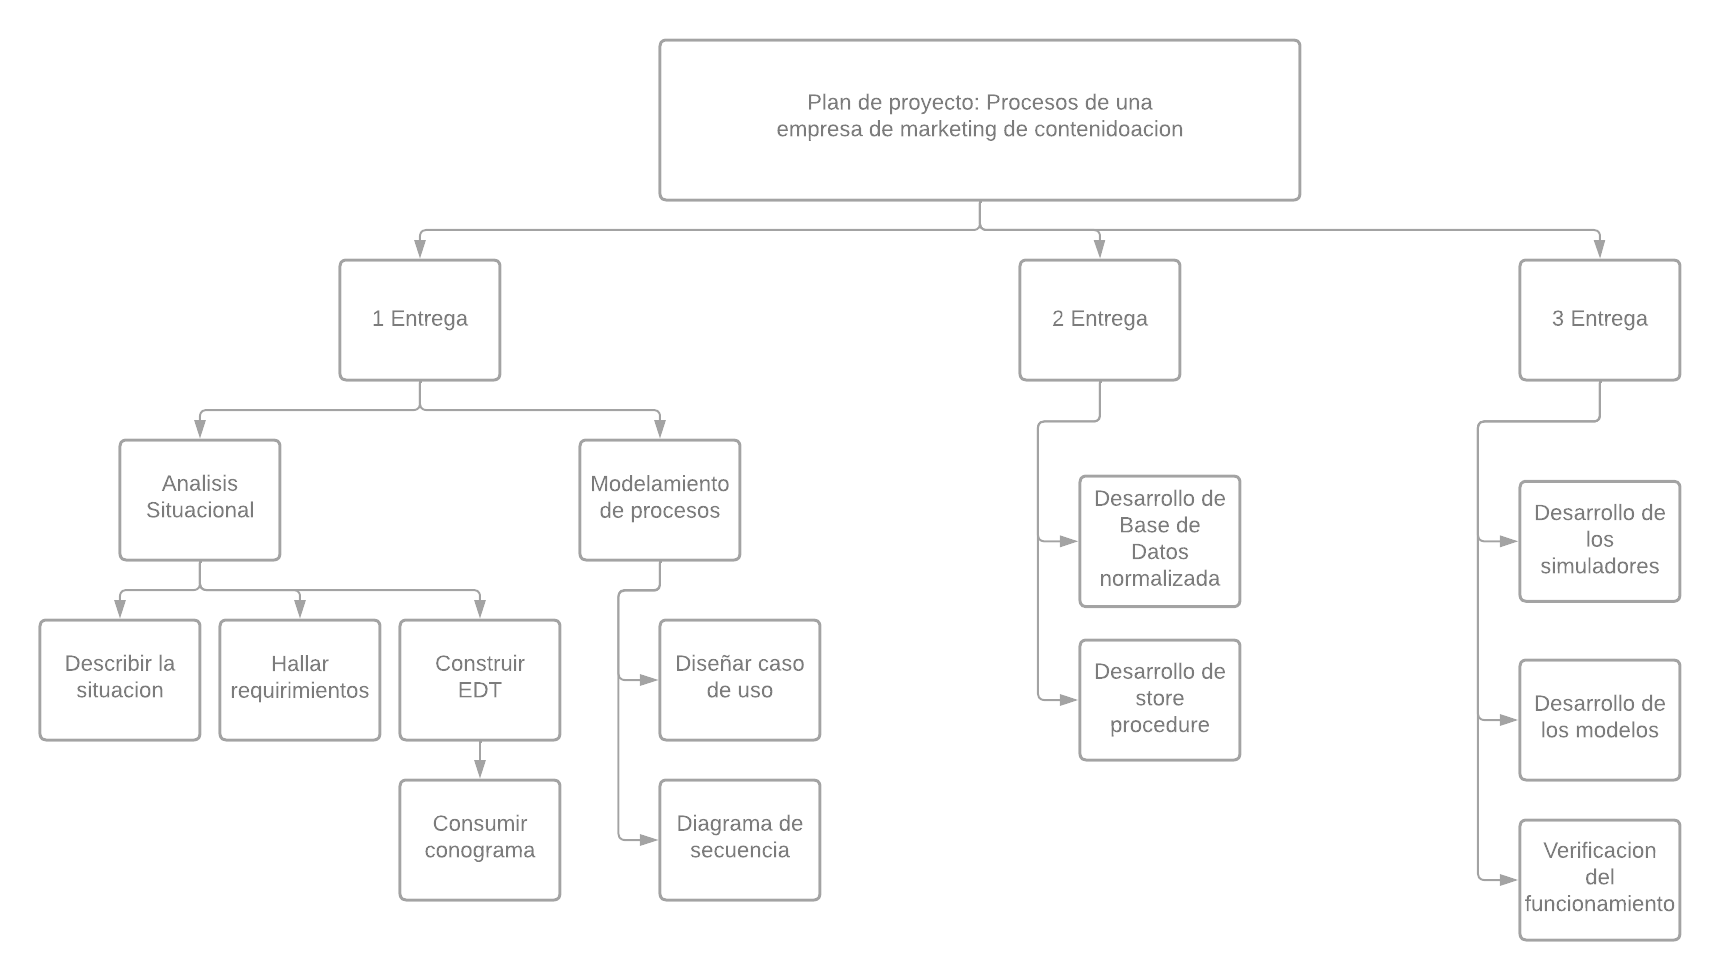 Plan de proyecto: Procesos de una
empresa de marketing de contenidoacion
1 Entrega
2 Entrega
3 Entrega
Analisis
Situacional
Modelamiento
de procesos
Desarrollo de
Base de
Datos
normalizada
Desarrollo de
los
simuladores
Describir la
situacion
Hallar
requirimientos
Construir
EDT
Diseñar caso
de uso
Desarrollo de
store
procedure
Desarrollo de
los modelos
Consumir
conograma
Diagrama de
secuencia
Verificacion
del
funcionamiento